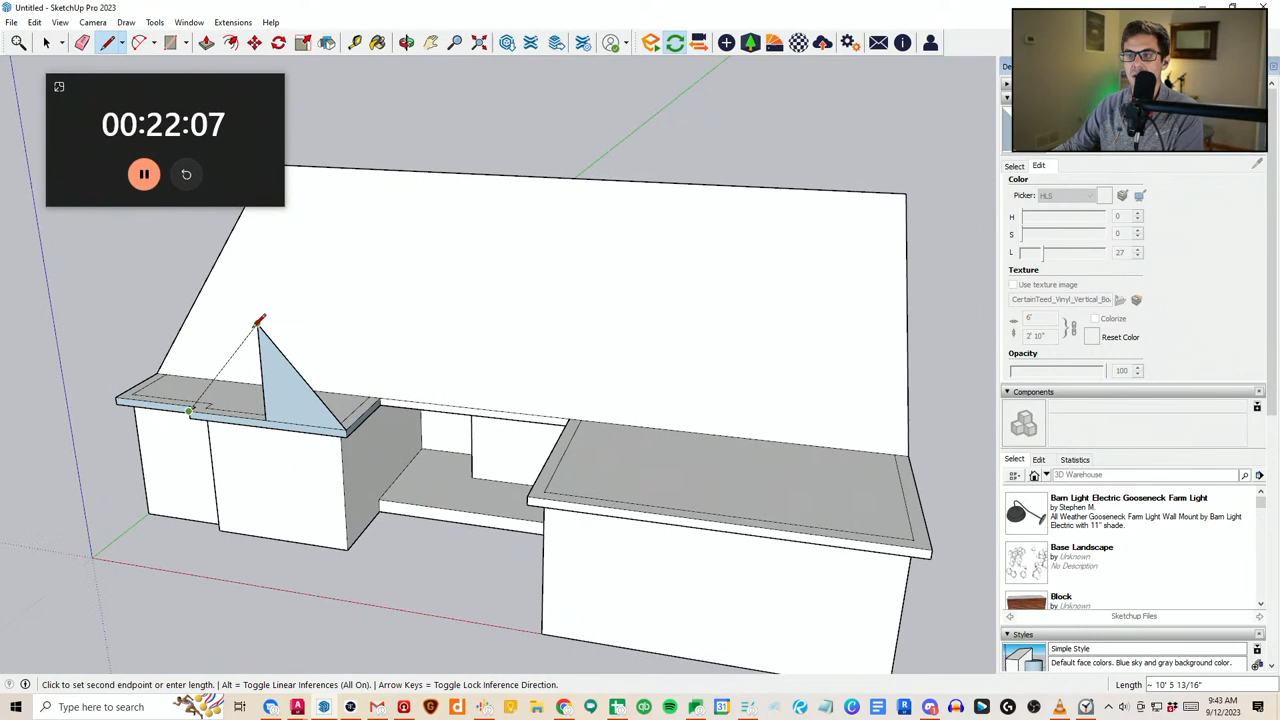 Untitled - SketchUp Pro 2023
File Edit View Camera Draw Tools Window Extensions Help
00:22:07
De
Select Edit
Color
Picker: HLS
H 0
S 0
L 27
Texture
Use texture image
CertainTeed_Vinyl_Vertical_Bo
6' Colorize
2' 10" Reset Color
Opacity
100
Components
Select Edit Statistics
3D Warehouse
Barn Light Electric Gooseneck Farm Light
by Stephen M.
All Weather Gooseneck Farm Light Wall Mount by Barn Light
Electric with 11" shade.
Base Landscape
by Unknown
No Description
Block
by Unknown
Sketchup Files
Styles
Simple Style
Default face colors. Blue sky and gray background color.
Click to set second endpoint or enter length. | Alt = Toggle Linear Inferences (All On). | Arrow Keys = Toggle Lock Inference Direction.
Length ~ 10' 5 13/16"
Type here to search
9:43 AM
9/12/2023